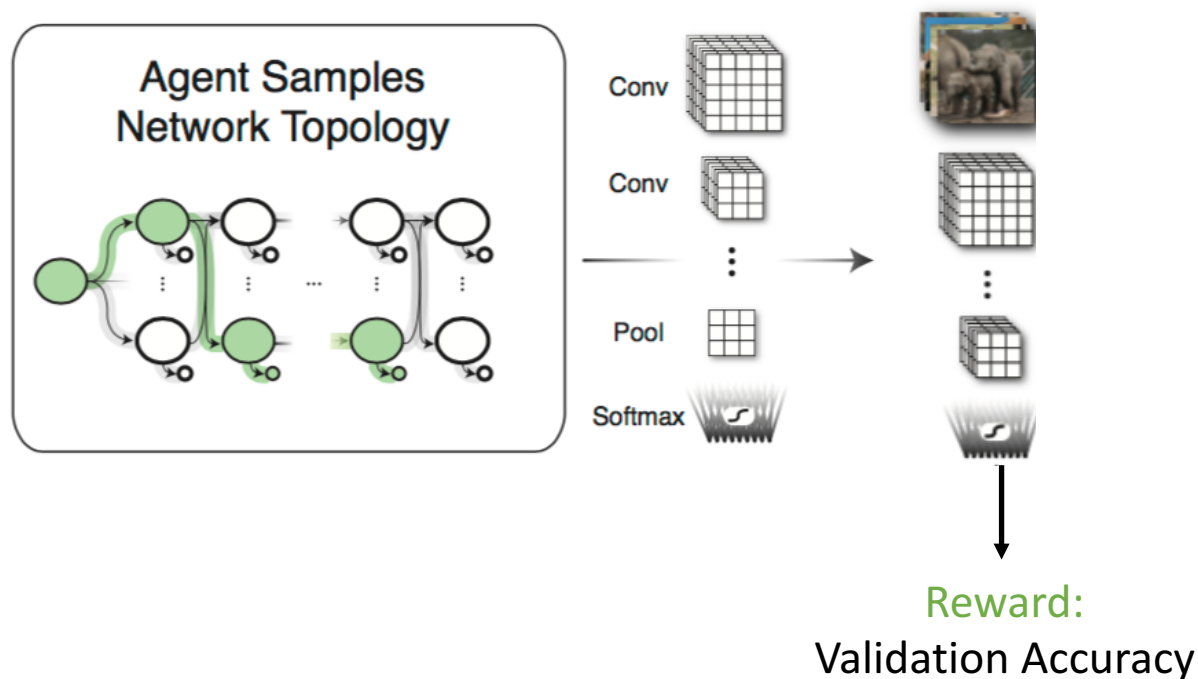 Agent Samples
Network Topology
Conv
Conv
Pool
Softmax
Reward:
Validation Accuracy